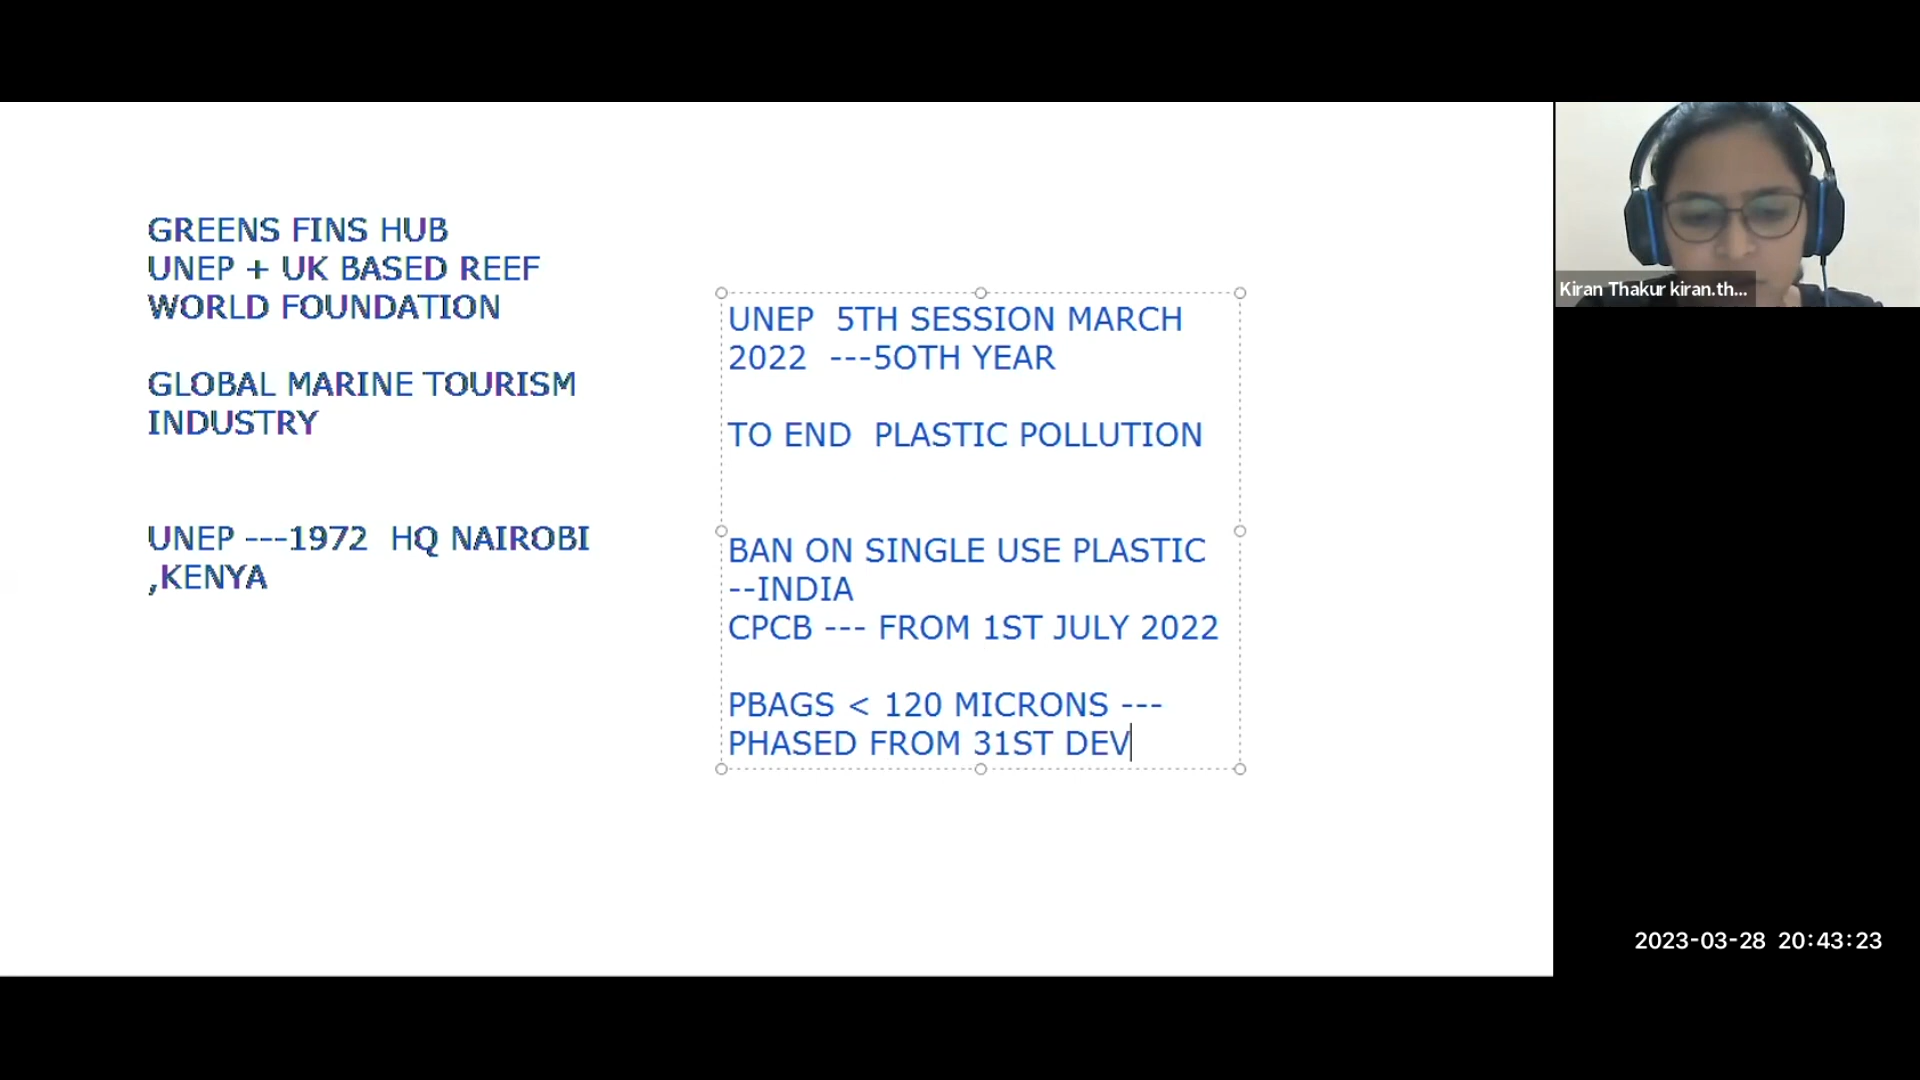 GREENS FINS HUB
UNEP + UK BASED REEF
WORLD FOUNDATION
GLOBAL MARINE TOURISM
INDUSTRY
UNEP ---1972 HQ NAIROBI
,KENYA
UNEP 5TH SESSION MARCH
2022 ---5OTH YEAR
TO END PLASTIC POLLUTION
BAN ON SINGLE USE PLASTIC
--INDIA
CPCB --- FROM 1ST JULY 2022
PBAGS < 120 MICRONS ---
PHASED FROM 31ST DEV
Kiran Thakur kiran.th...
2023-03-28 20:43:23